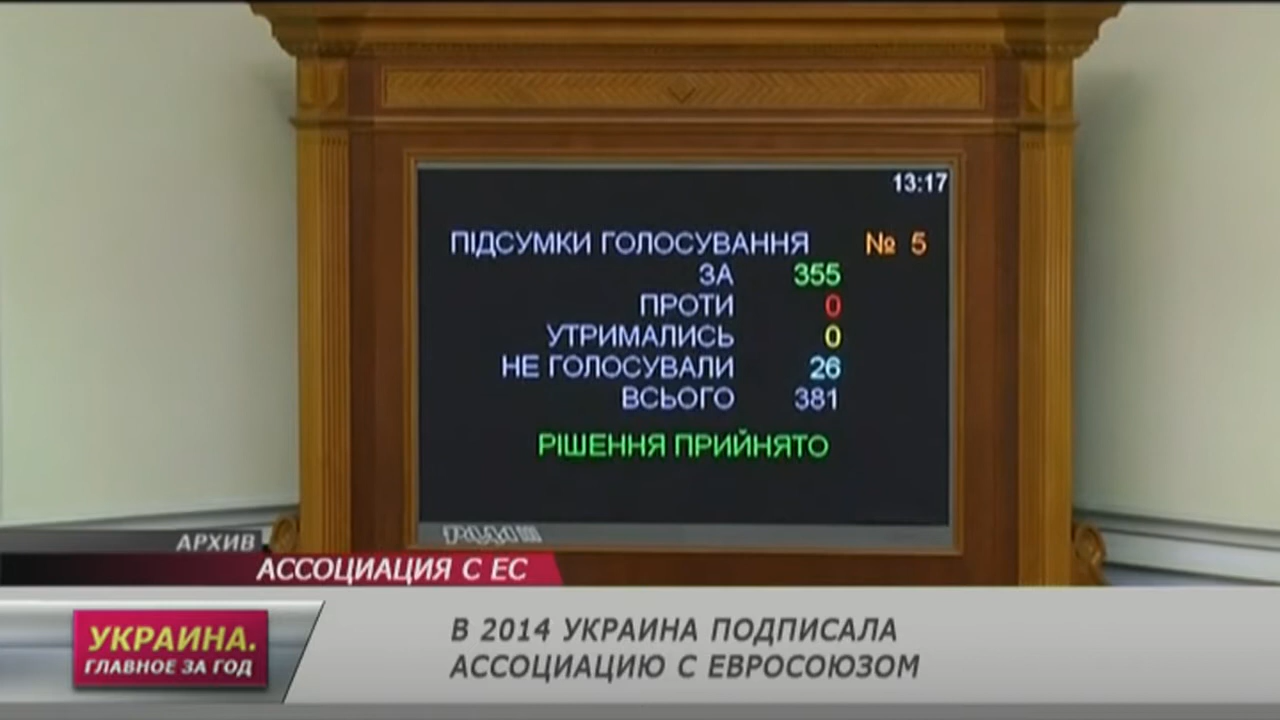 13:17
ПІДСУМКИ ГОЛОСУВАННЯ № 5
ЗА 355
ПРОТИ 0
УТРИМАЛИСЬ 0
НЕ ГОЛОСУВАЛИ 26
ВСЬОГО 381
РІШЕННЯ ПРИЙНЯТО
АРХИВ
АССОЦИАЦИЯ С ЕС
УКРАИНА.
ГЛАВНОЕ ЗА ГОД
В 2014 УКРАИНА ПОДПИСАЛА
АССОЦИАЦИЮ С ЕВРОСОЮЗОМ